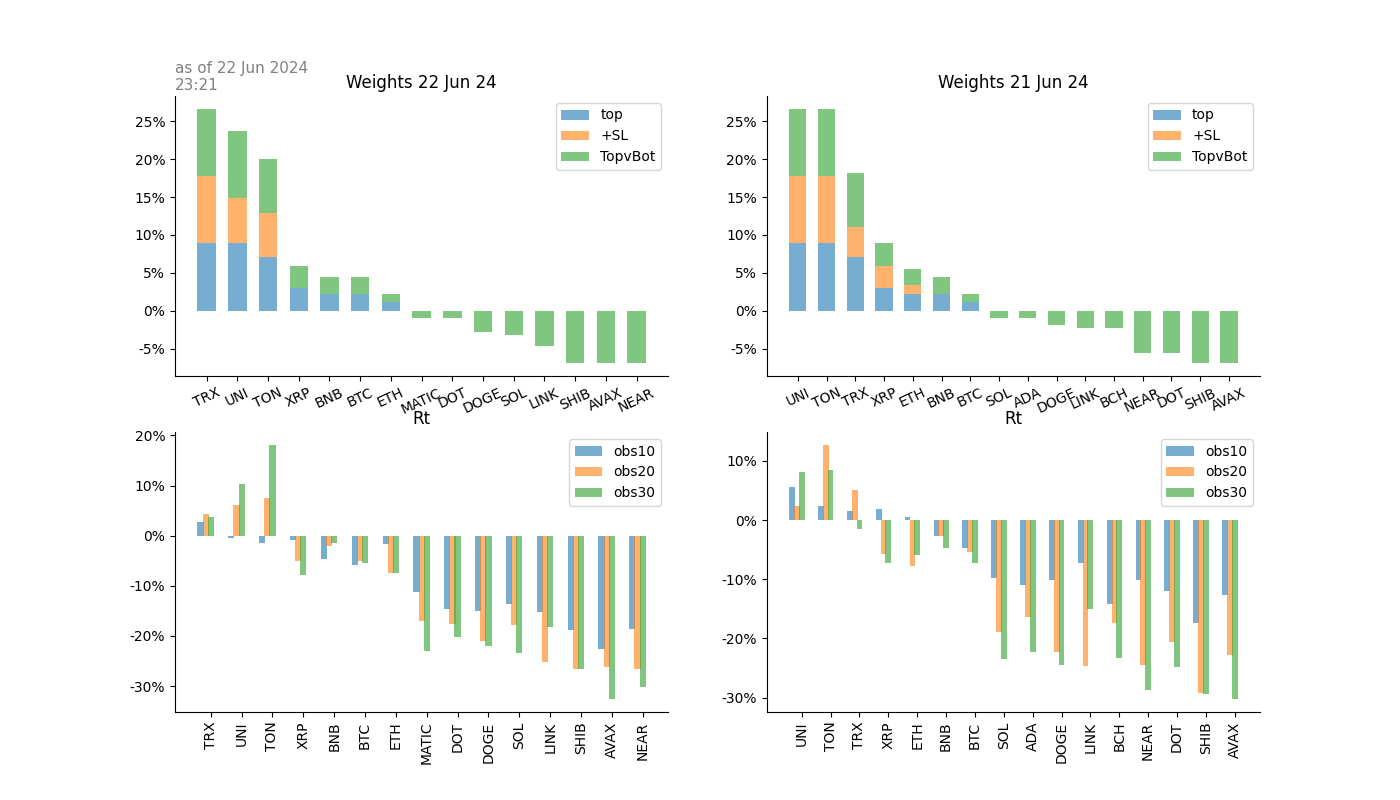 as of 22 Jun 2024
23:21
Weights 22 Jun 24
25%
20%
15%
10%
5%
0%
-5%
top
+SL
TopvBot
TRX UNI TON XRP BNB BTC ETH MATIC DOT DOGE SOL LINK SHIB AVAX NEAR
Weights 21 Jun 24
25%
20%
15%
10%
5%
0%
-5%
top
+SL
TopvBot
UNI TON TRX XRP ETH BNB BTC SOL ADA DOGE LINK BCH NEAR DOT SHIB AVAX
Rt
20%
10%
0%
-10%
-20%
-30%
obs10
obs20
obs30
TRX UNI TON XRP BNB BTC ETH MATIC DOT DOGE SOL LINK SHIB AVAX NEAR
Rt
10%
0%
-10%
-20%
-30%
obs10
obs20
obs30
UNI TON TRX XRP ETH BNB BTC SOL ADA DOGE LINK BCH NEAR DOT SHIB AVAX